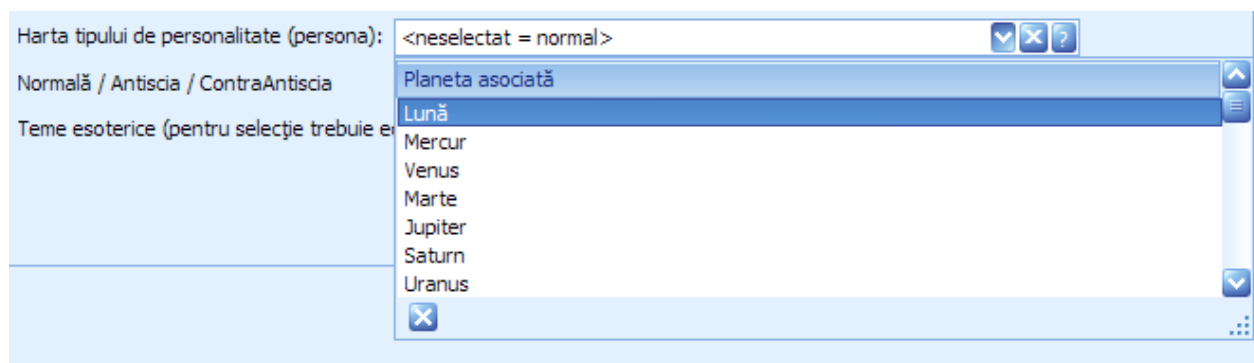 Harta tipului de personalitate (persona): <neselectat = normal>
Normală / Antiscia / ContraAntiscia
Planeta asociată
Lună
Teme esoterice (pentru selecţie trebuie
Mercur
Venus
Marte
Jupiter
Saturn
Uranus